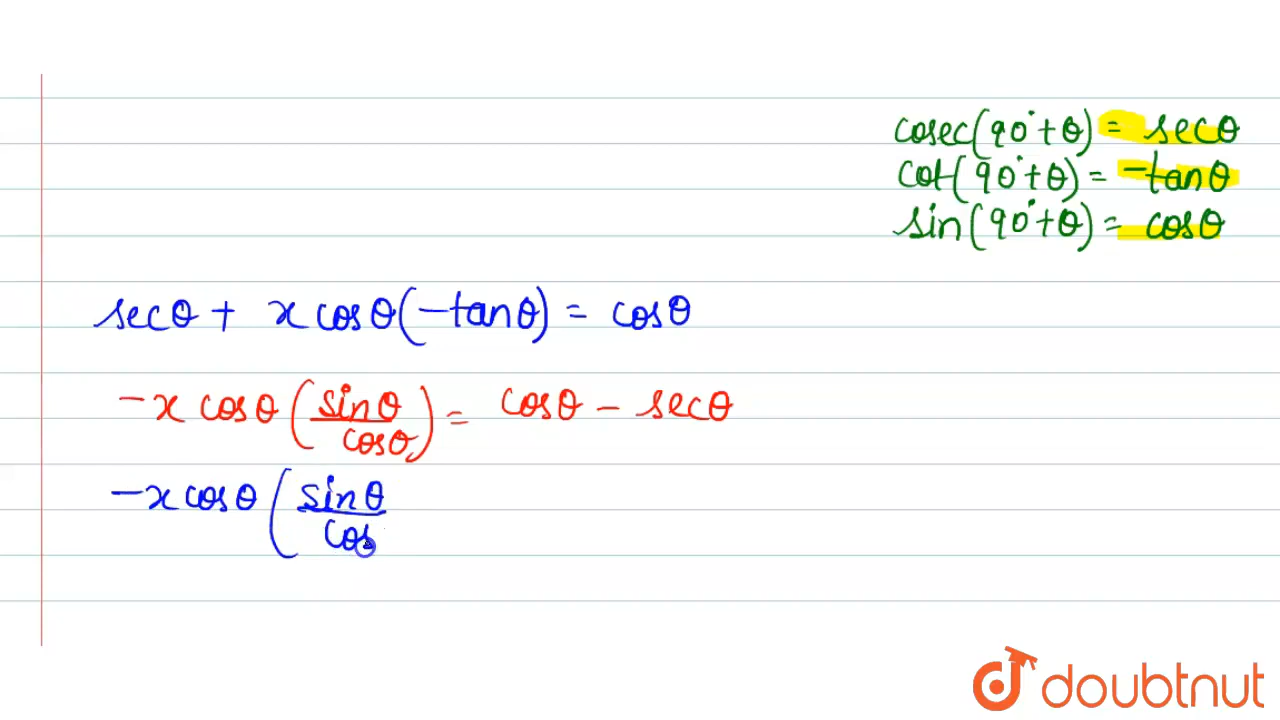 cosec(90°+θ) = secθ
cot(90°+θ) = -tanθ
sin(90°+θ) = cosθ
secθ + x cosθ(-tanθ) = cosθ
-x cosθ (sinθ/cosθ) = cosθ - secθ
-x cosθ (sinθ/cos
doubtnut